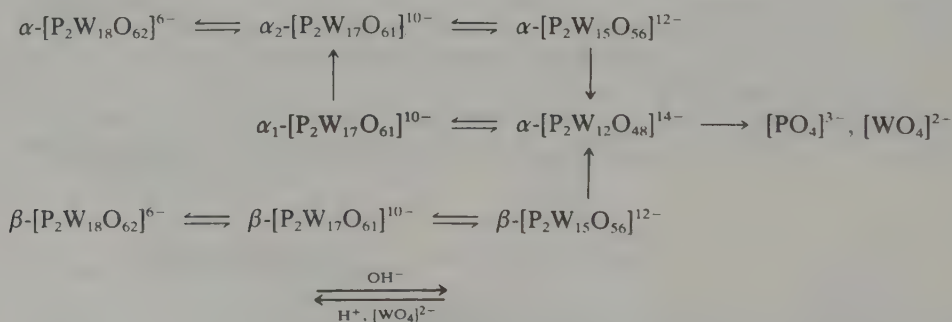 α-[P₂W₁₈O₆₂]⁶⁻ ⇌ α₂-[P₂W₁₇O₆₁]¹⁰⁻ ⇌ α-[P₂W₁₅O₅₆]¹²⁻
↑ ↓
α₁-[P₂W₁₇O₆₁]¹⁰⁻ ⇌ α-[P₂W₁₂O₄₈]¹⁴⁻ → [PO₄]³⁻, [WO₄]²⁻
↑
β-[P₂W₁₈O₆₂]⁶⁻ ⇌ β-[P₂W₁₇O₆₁]¹⁰⁻ ⇌ β-[P₂W₁₅O₅₆]¹²⁻
OH⁻
H⁺, [WO₄]²⁻